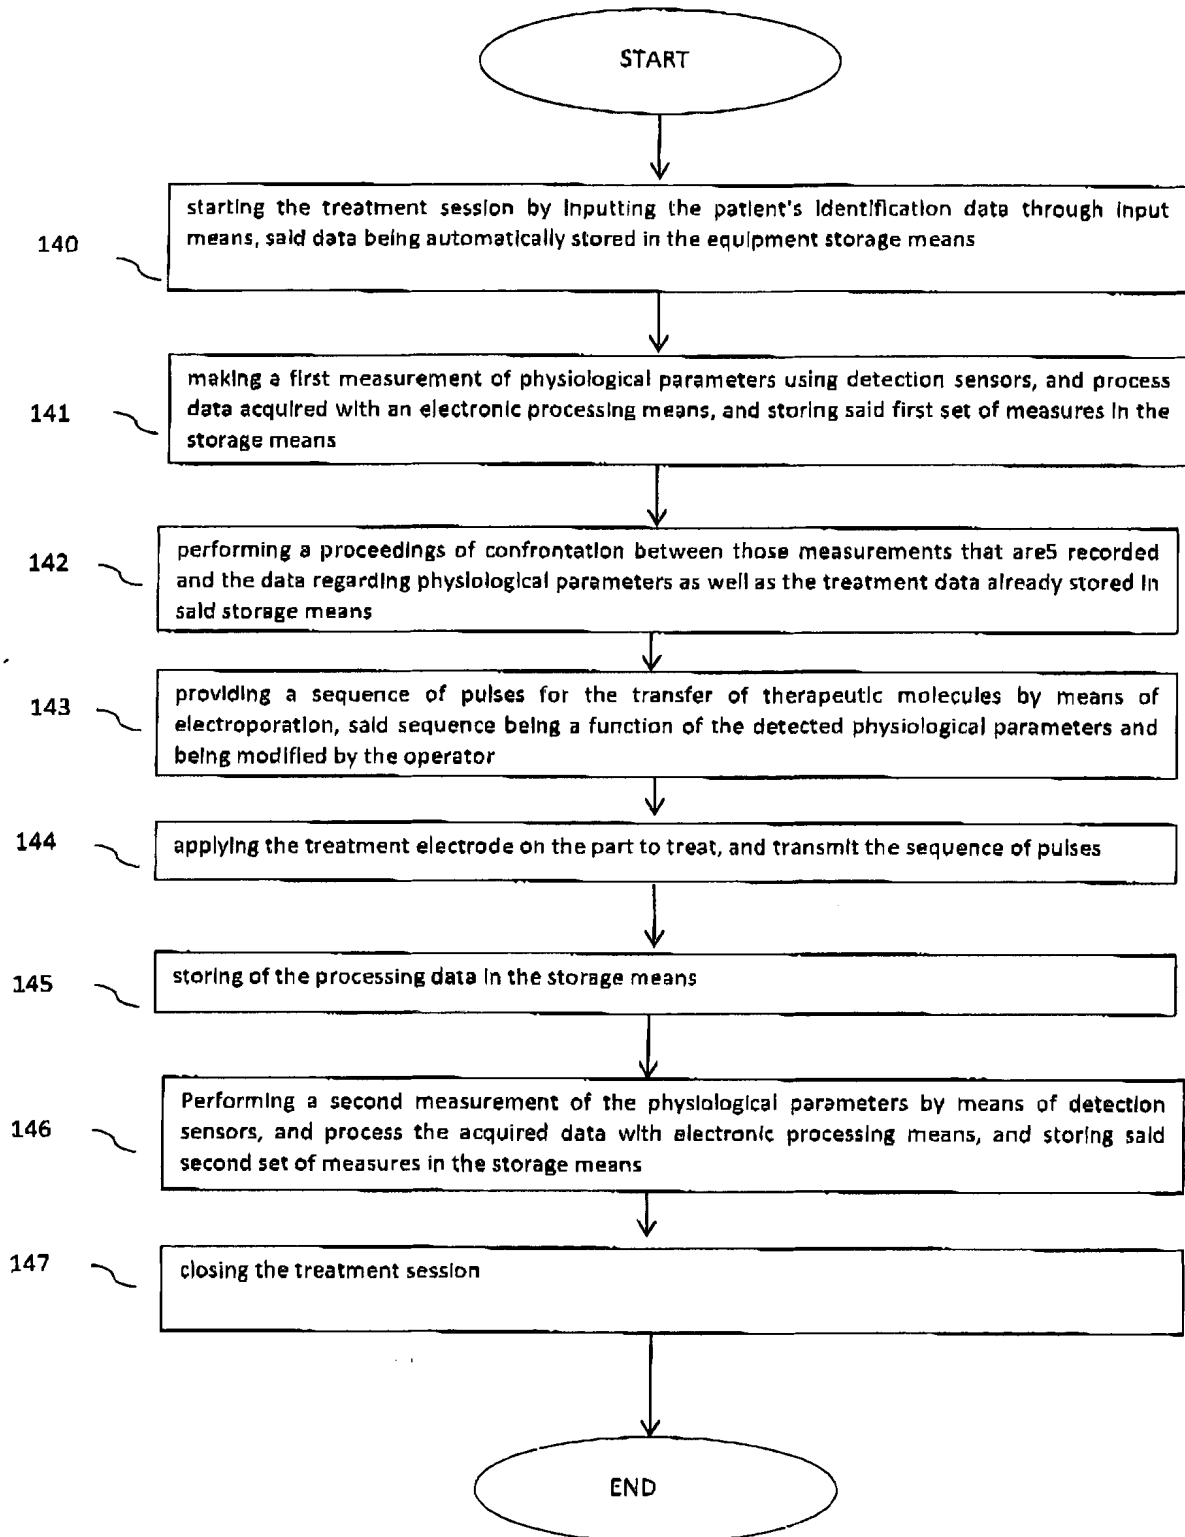 START
starting the treatment session by inputting the patient's identification data through input
means, said data being automatically stored in the equipment storage means
140
making a first measurement of physiological parameters using detection sensors, and process
data acquired with an electronic processing means, and storing said first set of measures in the
storage means
141
performing a proceedings of confrontation between those measurements that are5 recorded
and the data regarding physiological parameters as well as the treatment data already stored in
said storage means
142
providing a sequence of pulses for the transfer of therapeutic molecules by means of
electroporation, said sequence being a function of the detected physiological parameters and
being modified by the operator
143
applying the treatment electrode on the part to treat, and transmit the sequence of pulses
144
storing of the processing data in the storage means
145
Performing a second measurement of the physiological parameters by means of detection
sensors, and process the acquired data with electronic processing means, and storing said
second set of measures in the storage means
146
closing the treatment session
147
END